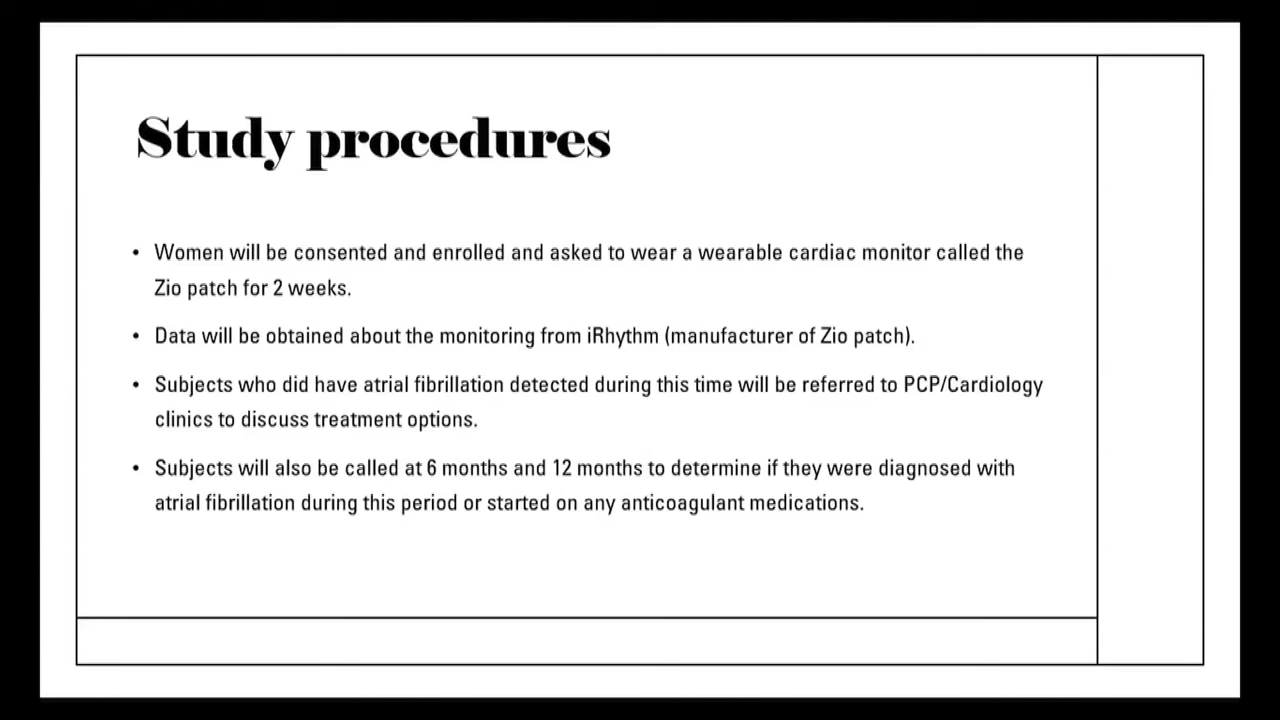 Study procedures
• Women will be consented and enrolled and asked to wear a wearable cardiac monitor called the
Zio patch for 2 weeks.
• Data will be obtained about the monitoring from iRhythm (manufacturer of Zio patch).
• Subjects who did have atrial fibrillation detected during this time will be referred to PCP/Cardiology
clinics to discuss treatment options.
• Subjects will also be called at 6 months and 12 months to determine if they were diagnosed with
atrial fibrillation during this period or started on any anticoagulant medications.